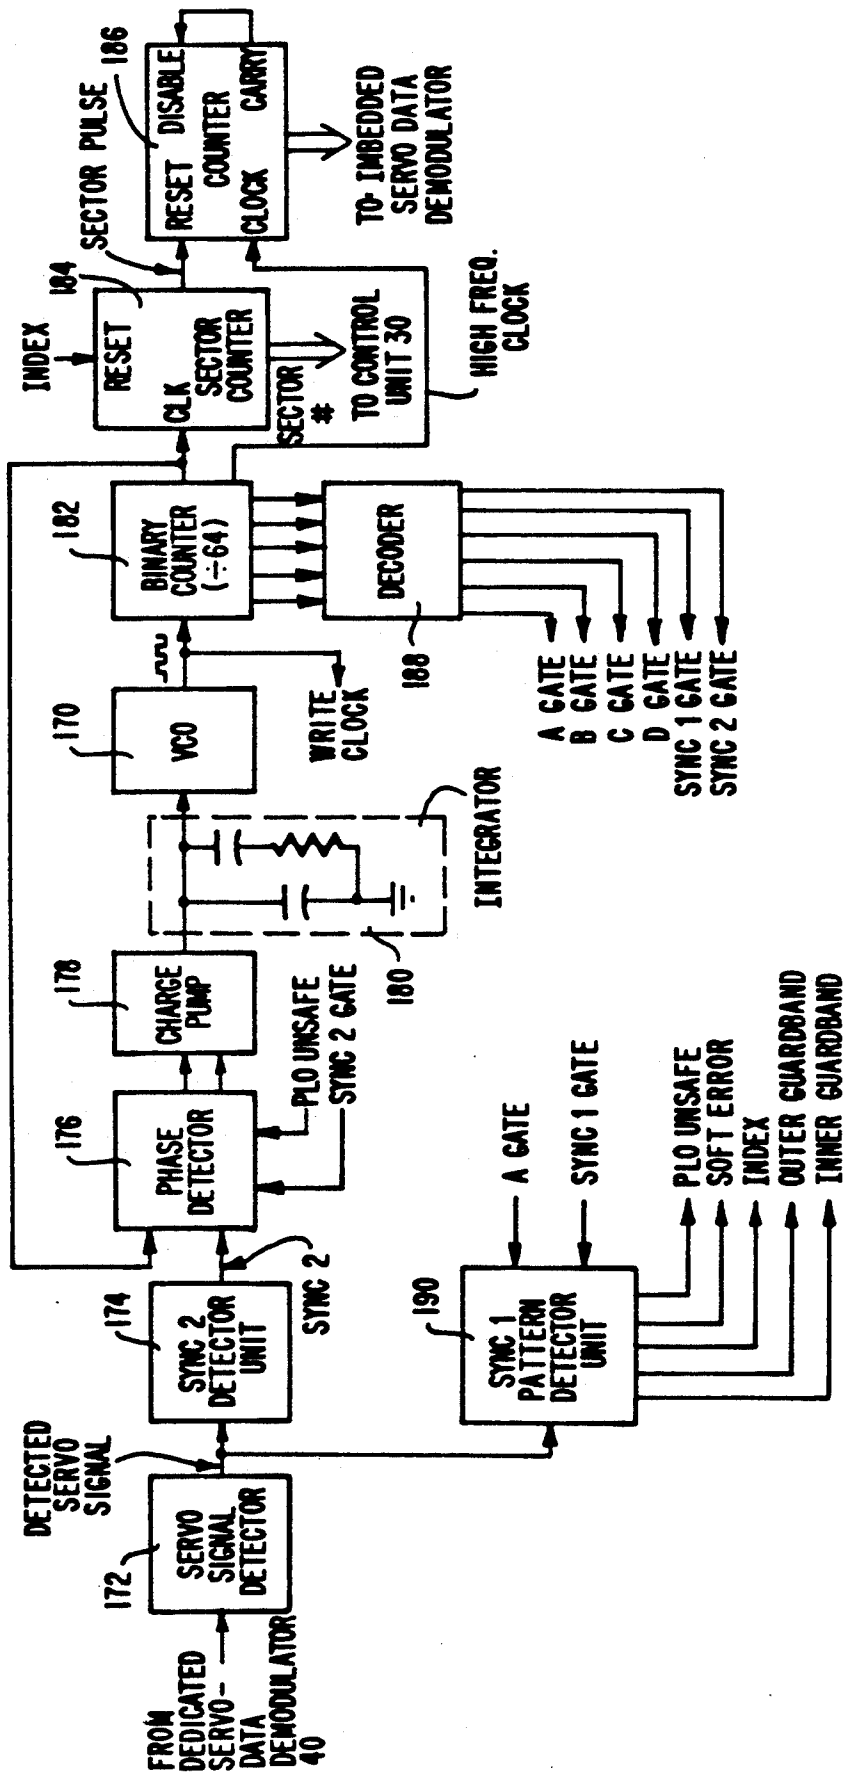 FROM
DEDICATED
SERVO-
DATA
DEMODULATOR
40
172
SERVO
SIGNAL
DETECTOR
DETECTED
SERVO
SIGNAL
174
SYNC 2
DETECTOR
UNIT
SYNC 2
176
PHASE
DETECTOR
PLO UNSAFE
SYNC 2 GATE
178
CHARGE
PUMP
180
INTEGRATOR
170
VCO
WRITE
CLOCK
182
BINARY
COUNTER
(÷64)
188
DECODER
A GATE
B GATE
C GATE
D GATE
SYNC 1 GATE
SYNC 2 GATE
INDEX
184
RESET
CLK
SECTOR
COUNTER
SECTOR
#
TO CONTROL
UNIT 30
SECTOR PULSE
186
RESET DISABLE
COUNTER
CLOCK CARRY
TO IMBEDDED
SERVO DATA
DEMODULATOR
HIGH FREQ.
CLOCK
190
SYNC 1
PATTERN
DETECTOR
UNIT
A GATE
SYNC 1 GATE
PLO UNSAFE
SOFT ERROR
INDEX
OUTER GUARDBAND
INNER GUARDBAND